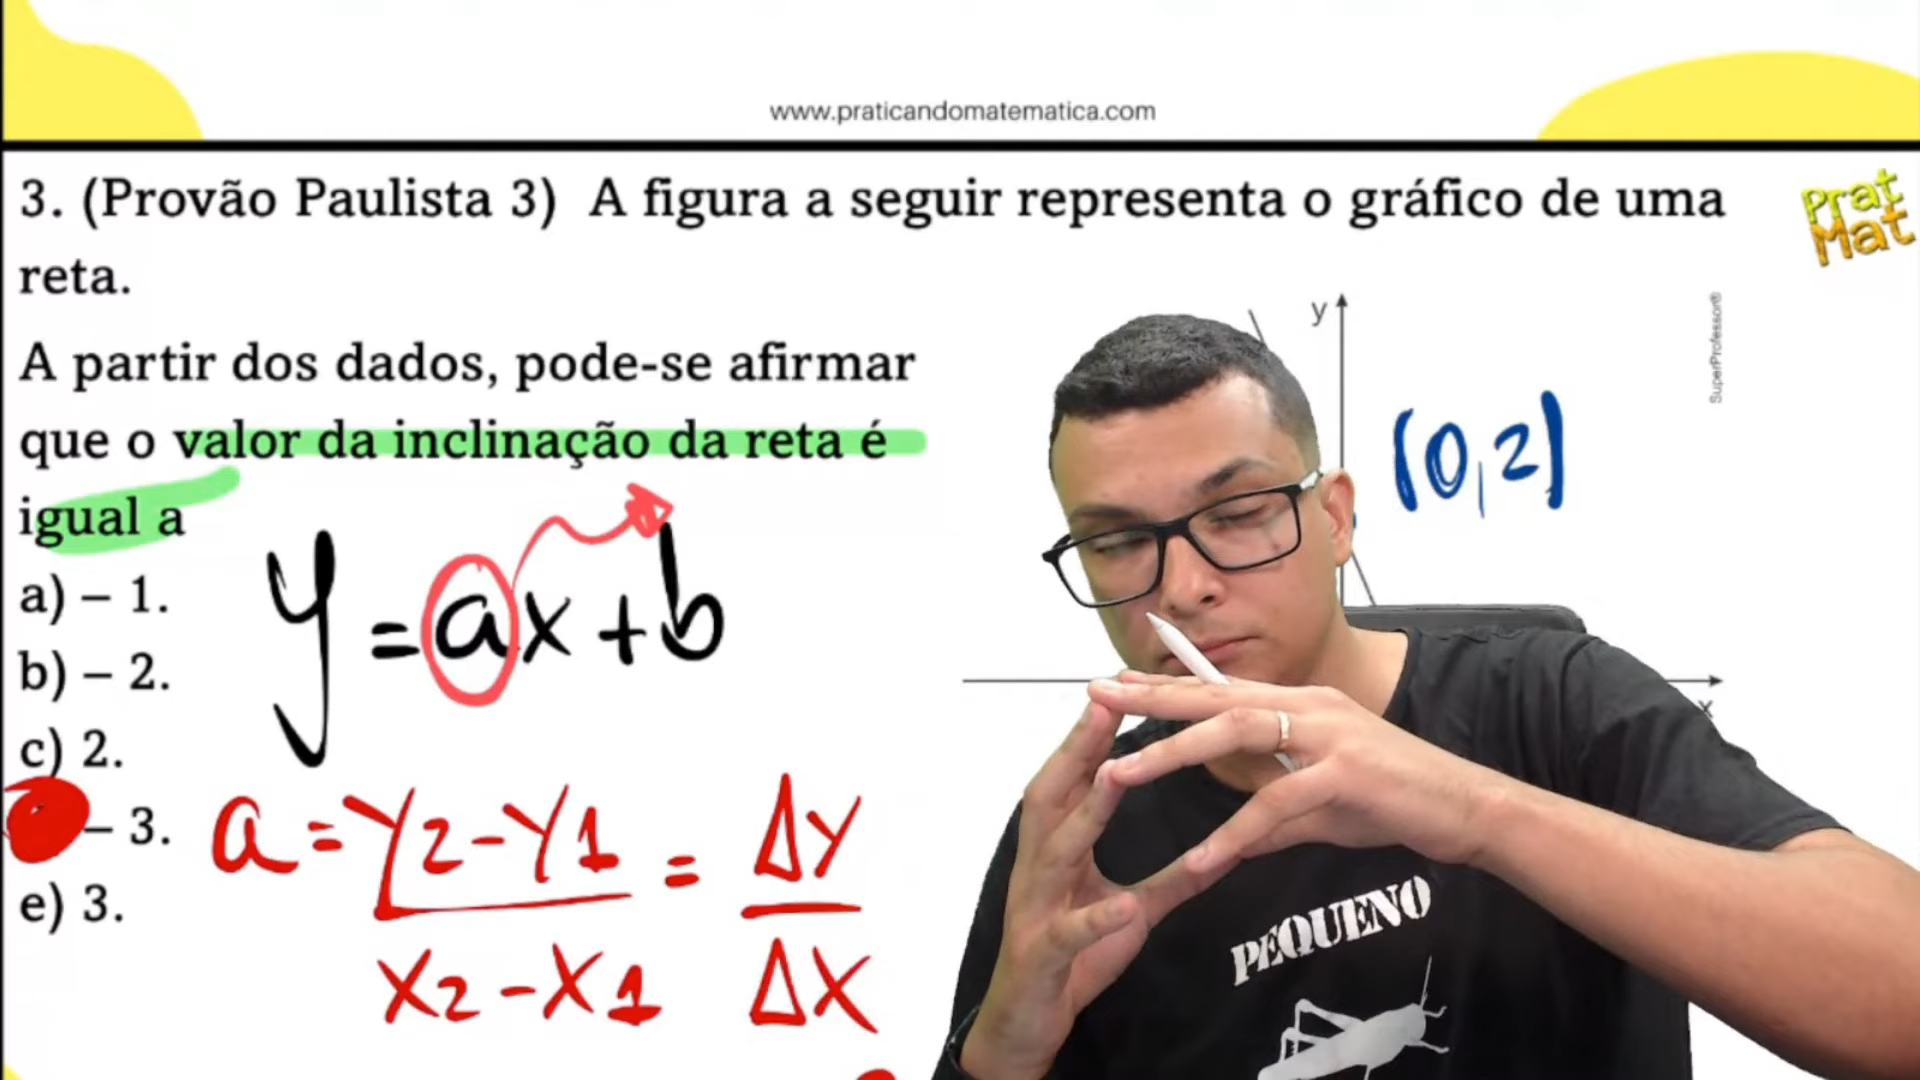 www.praticandomatematica.com
3. (Provão Paulista 3) A figura a seguir representa o gráfico de uma
reta.
Prat
Mat
A partir dos dados, pode-se afirmar
que o valor da inclinação da reta é
igual a
a) – 1.
b) – 2.
c) 2.
– 3.
e) 3.
y = ax + b
a = Y2 - Y1 = ΔY
X2 - X1 ΔX
y
(0,2)
x
SuperProfessor®
PEQUENO